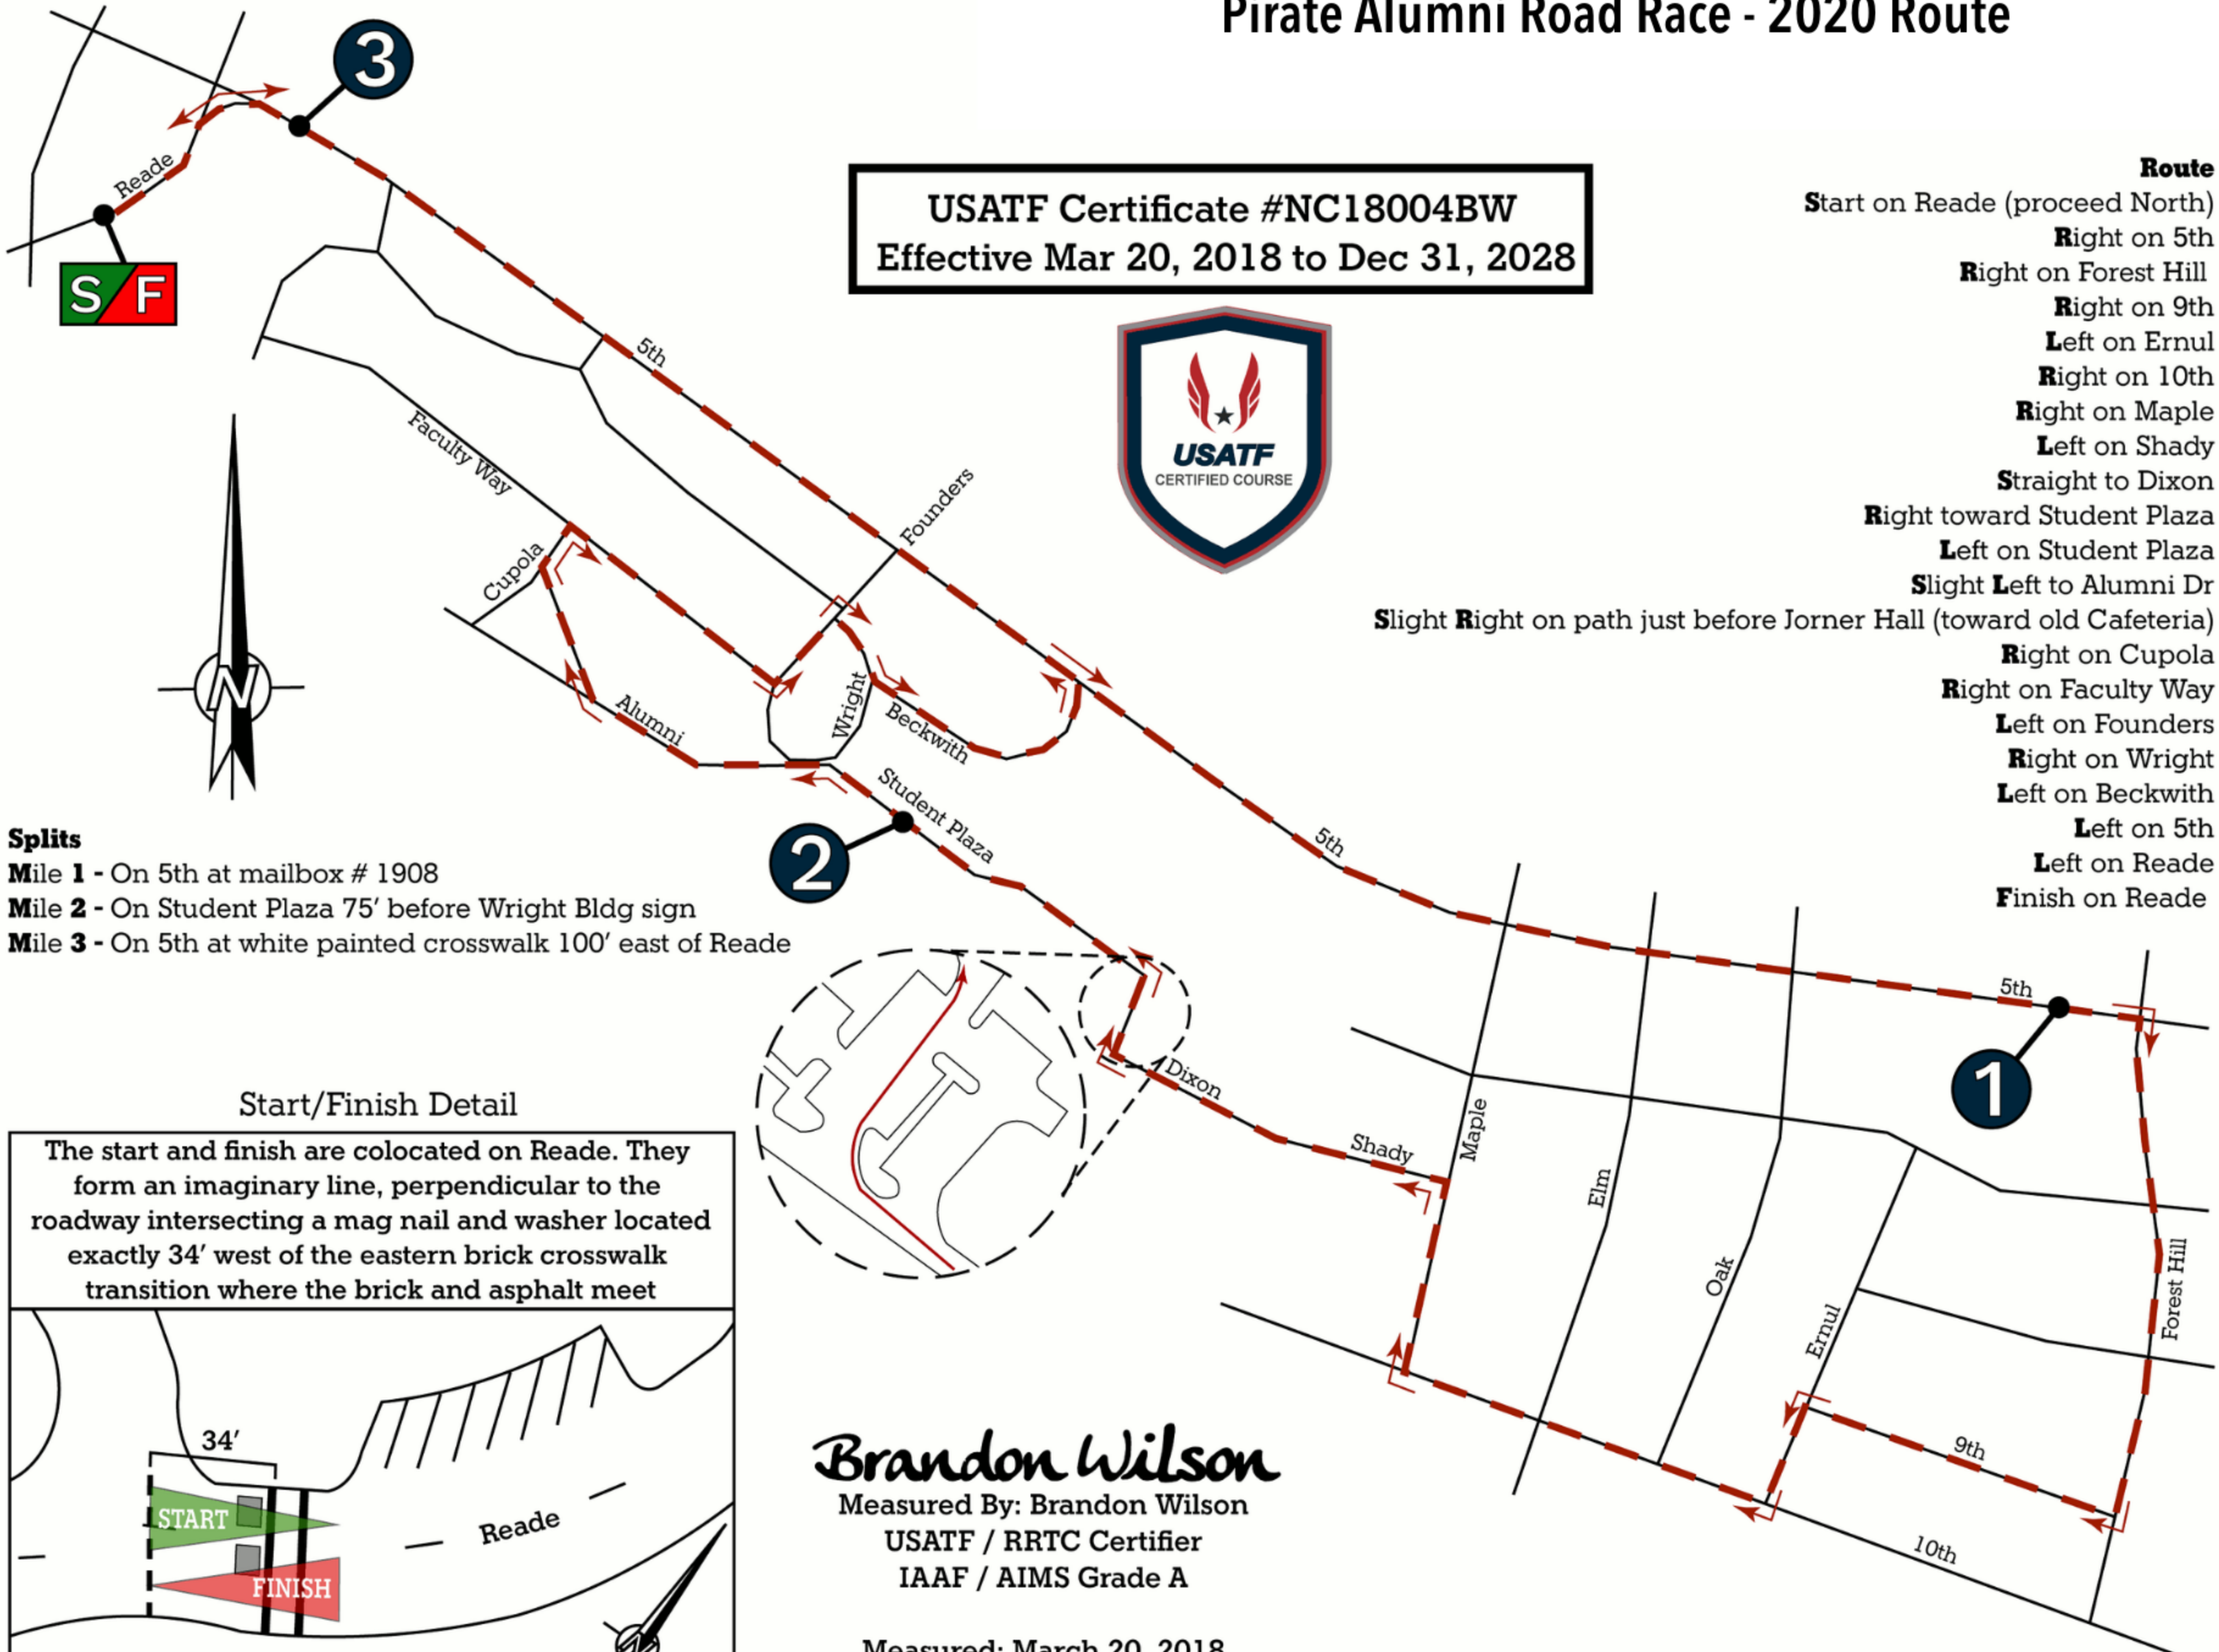 Pirate Alumni Road Race - 2020 Route
3
Reade
S F
USATF Certificate #NC18004BW
Effective Mar 20, 2018 to Dec 31, 2028
USATF
CERTIFIED COURSE
Route
Start on Reade (proceed North)
Right on 5th
Right on Forest Hill
Right on 9th
Left on Ernul
Right on 10th
Right on Maple
Left on Shady
Straight to Dixon
Right toward Student Plaza
Left on Student Plaza
Slight Left to Alumni Dr
Slight Right on path just before Jorner Hall (toward old Cafeteria)
Right on Cupola
Right on Faculty Way
Left on Founders
Right on Wright
Left on Beckwith
Left on 5th
Left on Reade
Finish on Reade
5th
Faculty Way
Founders
Cupola
N
Alumni
Wright
Beckwith
Student Plaza
2
5th
5th
1
Splits
Mile 1 - On 5th at mailbox # 1908
Mile 2 - On Student Plaza 75' before Wright Bldg sign
Mile 3 - On 5th at white painted crosswalk 100' east of Reade
Dixon
Shady
Maple
Elm
Oak
Ernul
Forest Hill
9th
10th
Start/Finish Detail
The start and finish are colocated on Reade. They
form an imaginary line, perpendicular to the
roadway intersecting a mag nail and washer located
exactly 34' west of the eastern brick crosswalk
transition where the brick and asphalt meet
34'
START
FINISH
Reade
Brandon Wilson
Measured By: Brandon Wilson
USATF / RRTC Certifier
IAAF / AIMS Grade A
Measured: March 20, 2018